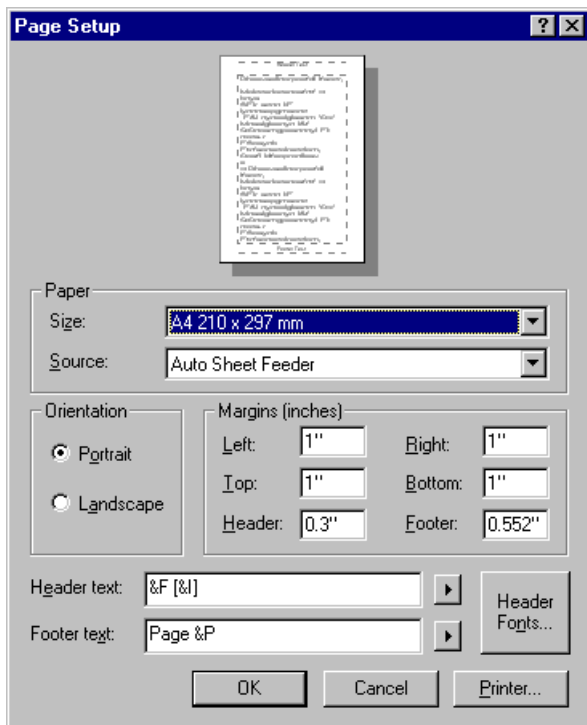 Page Setup
Paper
Size: A4 210 x 297 mm
Source: Auto Sheet Feeder
Orientation
Portrait
Landscape
Margins (inches)
Left: 1" Right: 1"
Top: 1" Bottom: 1"
Header: 0.3" Footer: 0.552"
Header text: &F [&I]
Footer text: Page &P
Header
Fonts...
OK Cancel Printer...